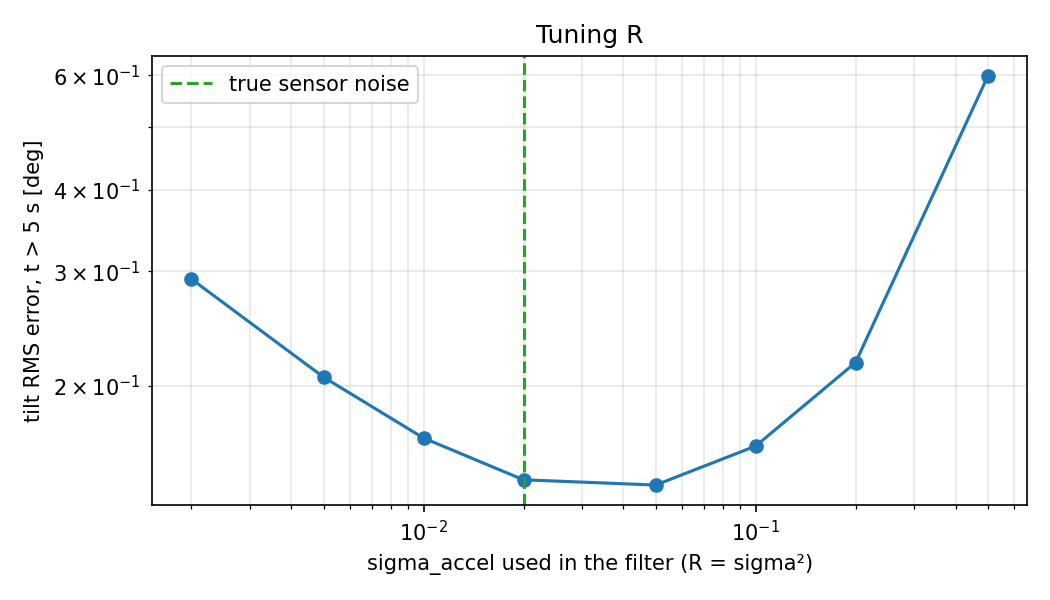 Tuning R
true sensor noise
tilt RMS error, t > 5 s [deg]
6 × 10⁻¹
4 × 10⁻¹
3 × 10⁻¹
2 × 10⁻¹
10⁻²
10⁻¹
sigma_accel used in the filter (R = sigma²)